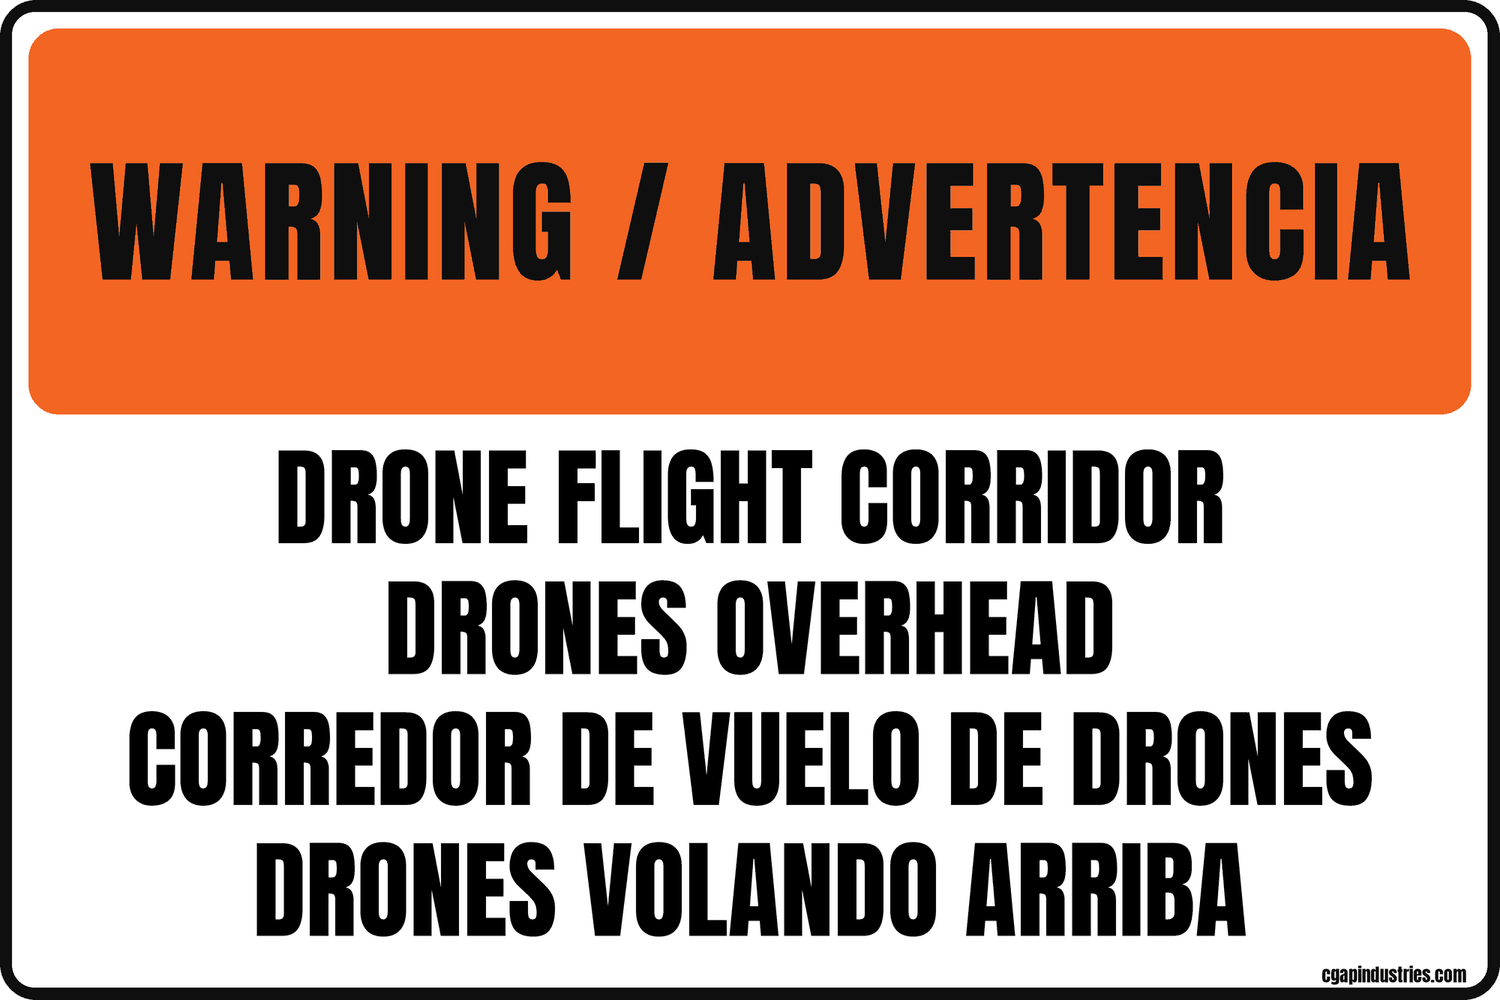 WARNING / ADVERTENCIA
DRONE FLIGHT CORRIDOR
DRONES OVERHEAD
CORREDOR DE VUELO DE DRONES
DRONES VOLANDO ARRIBA
cgapindustries.com